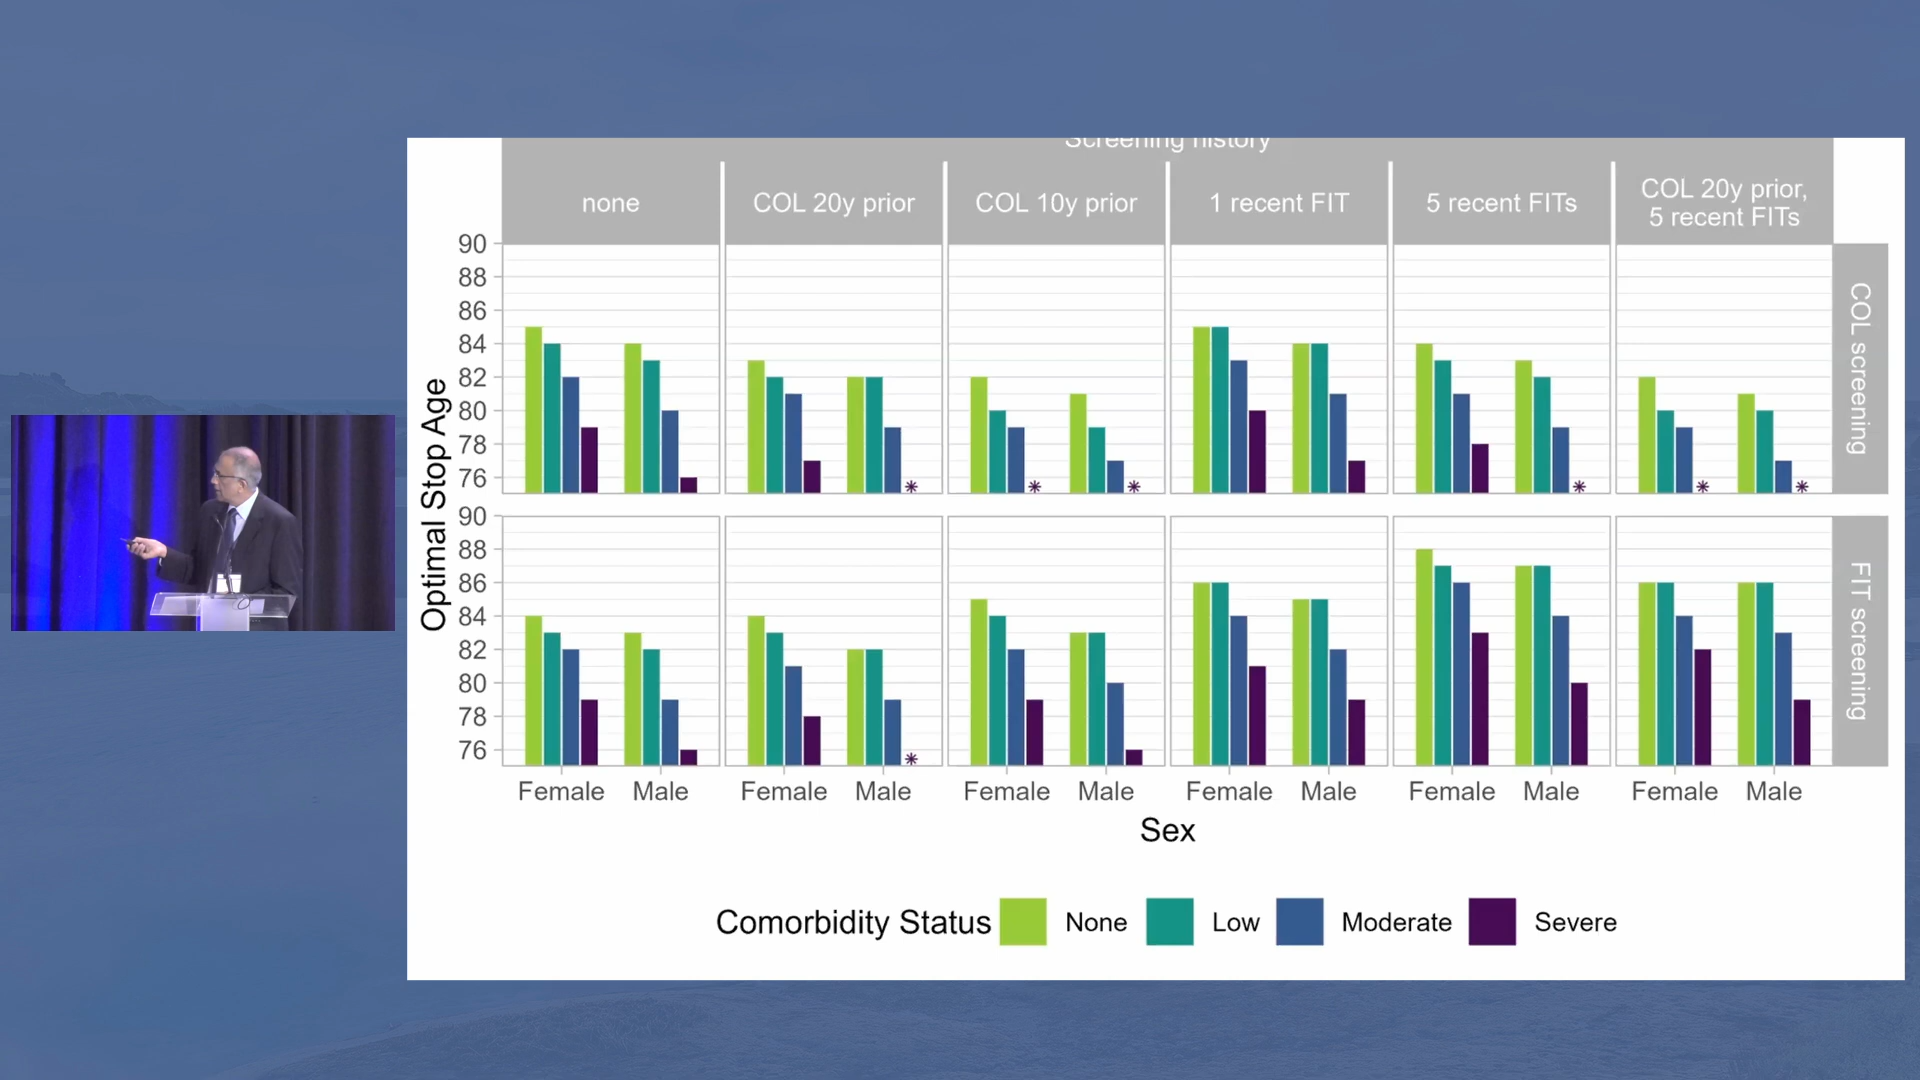 Screening history
none
COL 20y prior
COL 10y prior
1 recent FIT
5 recent FITs
COL 20y prior,
5 recent FITs
Optimal Stop Age
90
88
86
84
82
80
78
76
*
*
*
*
*
*
COL screening
90
88
86
84
82
80
78
76
*
FIT screening
Female Male
Female Male
Female Male
Female Male
Female Male
Female Male
Sex
Comorbidity Status None Low Moderate Severe